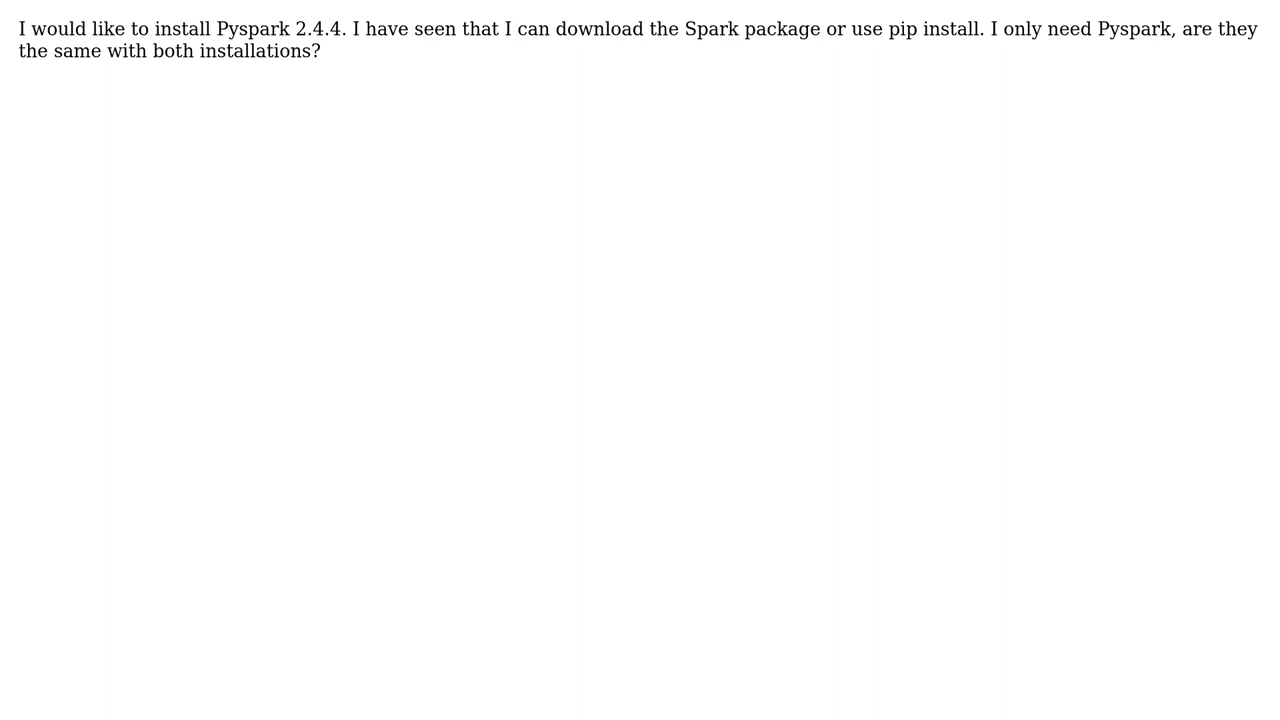 I would like to install Pyspark 2.4.4. I have seen that I can download the Spark package or use pip install. I only need Pyspark, are they
the same with both installations?